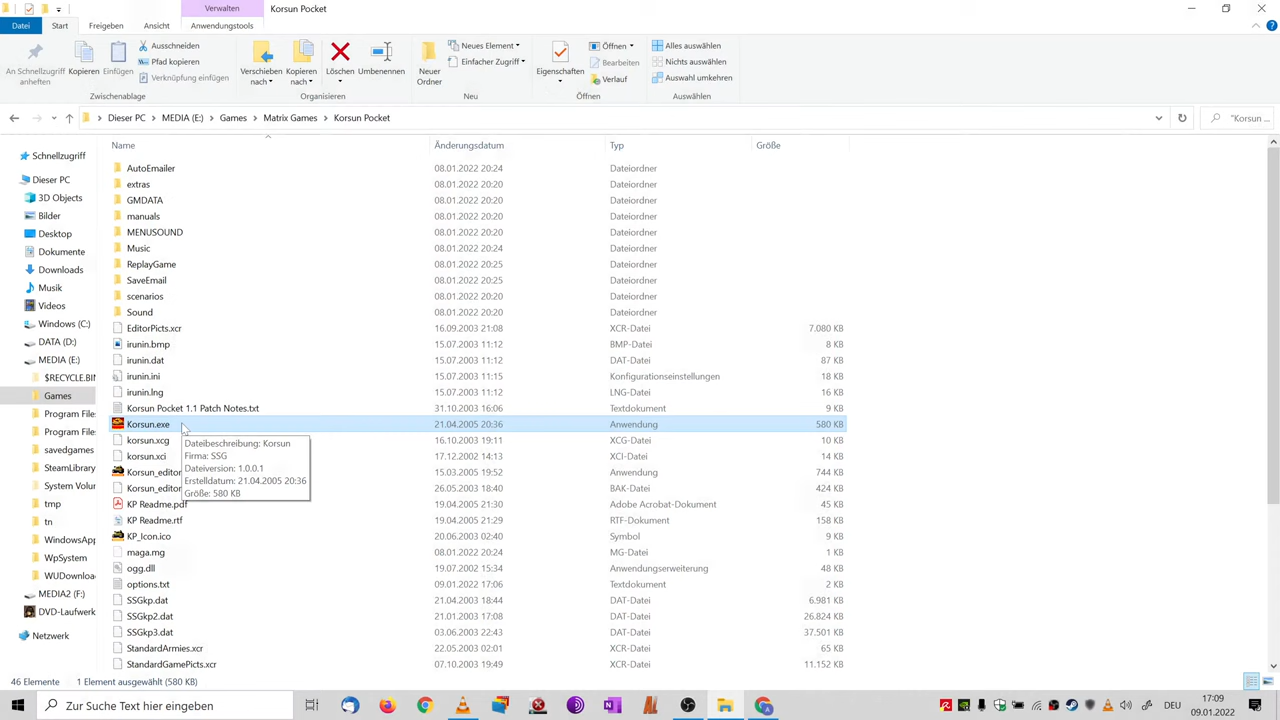 Verwalten
Korsun Pocket
Datei
Start
Freigeben
Ansicht
Anwendungstools
An Schnellzugriff
anheften
Kopieren
Einfügen
Ausschneiden
Pfad kopieren
Verknüpfung einfügen
Zwischenablage
Verschieben
nach
Kopieren
nach
Löschen
Umbenennen
Organisieren
Neuer
Ordner
Neues Element
Einfacher Zugriff
Neu
Eigenschaften
Öffnen
Bearbeiten
Verlauf
Öffnen
Alles auswählen
Nichts auswählen
Auswahl umkehren
Auswählen
Dieser PC > MEDIA (E:) > Games > Matrix Games > Korsun Pocket
"Korsun ...
Schnellzugriff
Dieser PC
3D Objects
Bilder
Desktop
Dokumente
Downloads
Musik
Videos
Windows (C:)
DATA (D:)
MEDIA (E:)
$RECYCLE.BIN
Games
Program File
Program File
savedgames
SteamLibrary
System Volu
tmp
tn
WindowsApp
WpSystem
WUDownloa
MEDIA2 (F:)
DVD-Laufwerk
Netzwerk
Name Änderungsdatum Typ Größe
AutoEmailer 08.01.2022 20:24 Dateiordner
extras 08.01.2022 20:20 Dateiordner
GMDATA 08.01.2022 20:20 Dateiordner
manuals 08.01.2022 20:20 Dateiordner
MENUSOUND 08.01.2022 20:20 Dateiordner
Music 08.01.2022 20:24 Dateiordner
ReplayGame 08.01.2022 20:25 Dateiordner
SaveEmail 08.01.2022 20:25 Dateiordner
scenarios 08.01.2022 20:20 Dateiordner
Sound 08.01.2022 20:20 Dateiordner
EditorPicts.xcr 16.09.2003 21:08 XCR-Datei 7.080 KB
irunin.bmp 15.07.2003 11:12 BMP-Datei 8 KB
irunin.dat 15.07.2003 11:12 DAT-Datei 87 KB
irunin.ini 15.07.2003 11:15 Konfigurationseinstellungen 18 KB
irunin.lng 15.07.2003 11:12 LNG-Datei 16 KB
Korsun Pocket 1.1 Patch Notes.txt 31.10.2003 16:06 Textdokument 9 KB
Korsun.exe 21.04.2005 20:36 Anwendung 580 KB
korsun.xcg 16.10.2003 19:11 XCG-Datei 10 KB
korsun.xci 17.12.2002 14:13 XCI-Datei 14 KB
Korsun_editor 15.03.2005 19:52 Anwendung 744 KB
Korsun_editor 26.05.2003 18:40 BAK-Datei 424 KB
KP Readme.pdf 19.04.2005 21:30 Adobe Acrobat-Dokument 45 KB
KP Readme.rtf 19.04.2005 21:29 RTF-Dokument 158 KB
KP_Icon.ico 20.06.2003 02:40 Symbol 9 KB
maga.mg 08.01.2022 20:24 MG-Datei 1 KB
ogg.dll 19.07.2002 15:34 Anwendungserweiterung 48 KB
options.txt 09.01.2022 17:06 Textdokument 2 KB
SSGkp.dat 21.04.2003 18:44 DAT-Datei 6.981 KB
SSGkp2.dat 21.01.2003 17:08 DAT-Datei 26.824 KB
SSGkp3.dat 03.06.2003 22:43 DAT-Datei 37.501 KB
StandardArmies.xcr 22.05.2003 01:40 XCR-Datei 65 KB
StandardGamePicts.xcr 07.10.2003 19:49 XCR-Datei 11.152 KB
Dateibeschreibung: Korsun
Firma: SSG
Dateiversion: 1.0.0.1
Erstelldatum: 21.04.2005 20:36
Größe: 580 KB
46 Elemente
1 Element ausgewählt (580 KB)
Zur Suche Text hier eingeben
DEU
17:09
09.01.2022